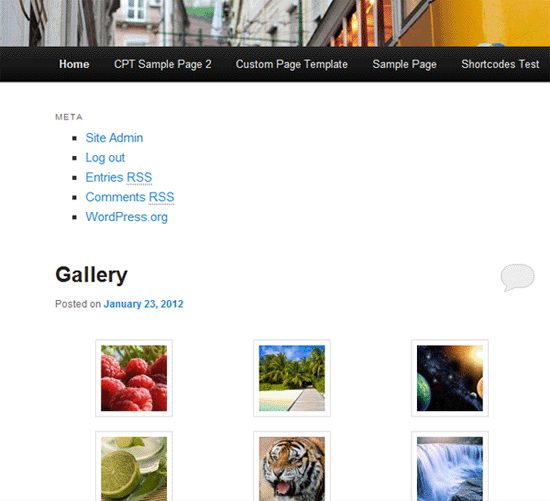 Home CPT Sample Page 2 Custom Page Template Sample Page Shortcodes Test
META
Site Admin
Log out
Entries RSS
Comments RSS
WordPress.org
Gallery
Posted on January 23, 2012